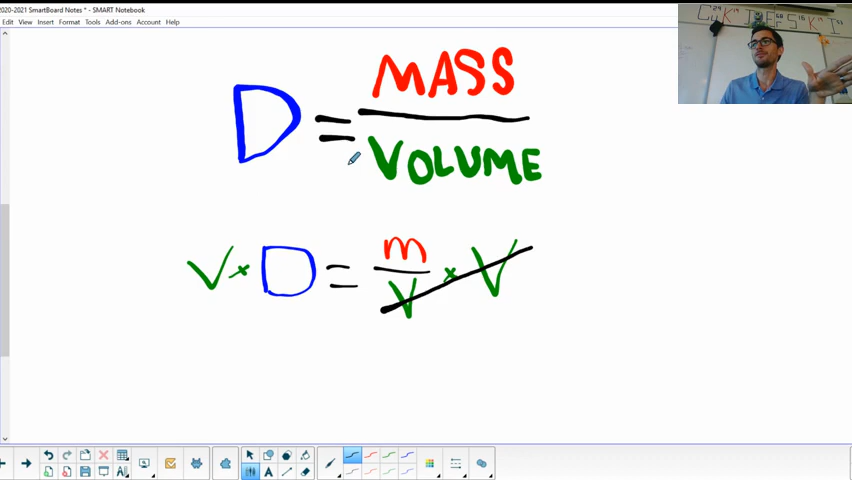 2020-2021 SmartBoard Notes * - SMART Notebook
Edit View Insert Format Tools Add-ons Account Help
MASS
D =
VOLUME
V × D = m/V × V